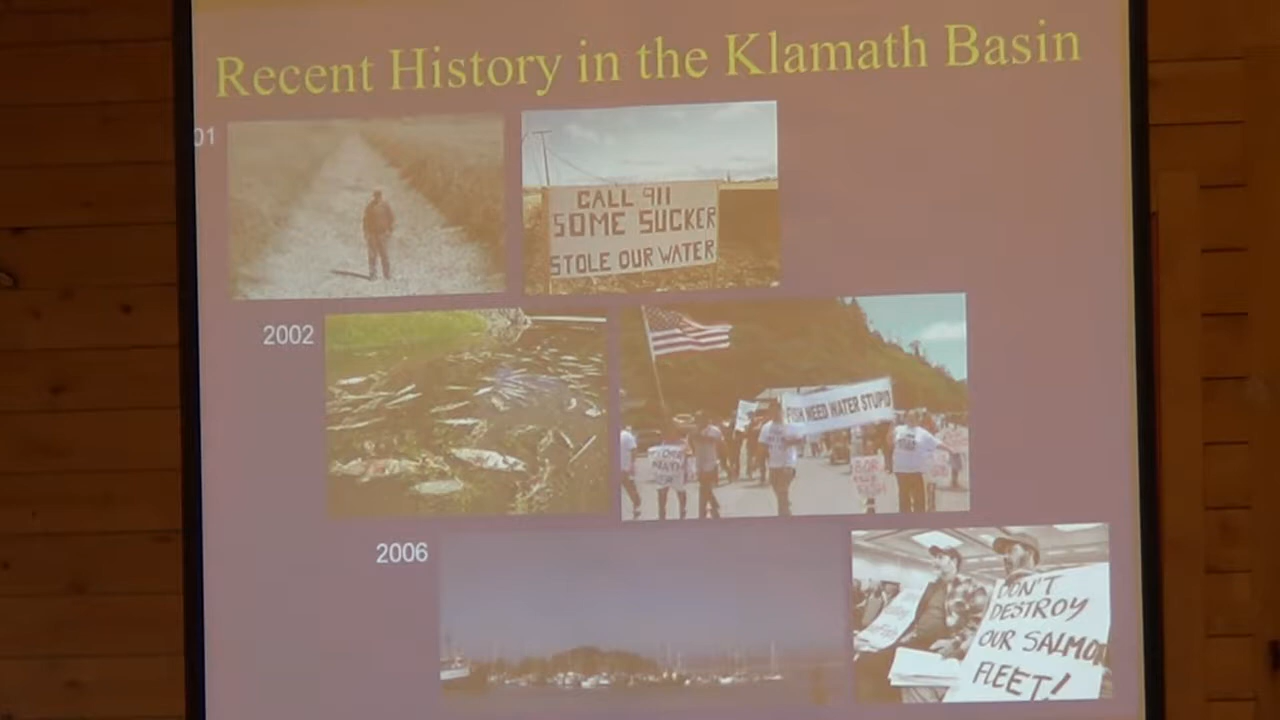 Recent History in the Klamath Basin
01
CALL 911
SOME SUCKER
STOLE OUR WATER
2002
FISH NEED WATER STUPID
2006
DON'T
DESTROY
OUR SALMON
FLEET!